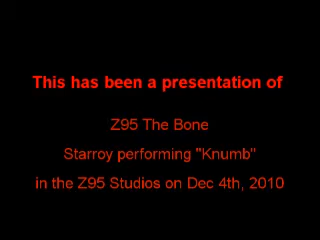 This has been a presentation of
Z95 The Bone
Starroy performing "Knumb"
in the Z95 Studios on Dec 4th, 2010